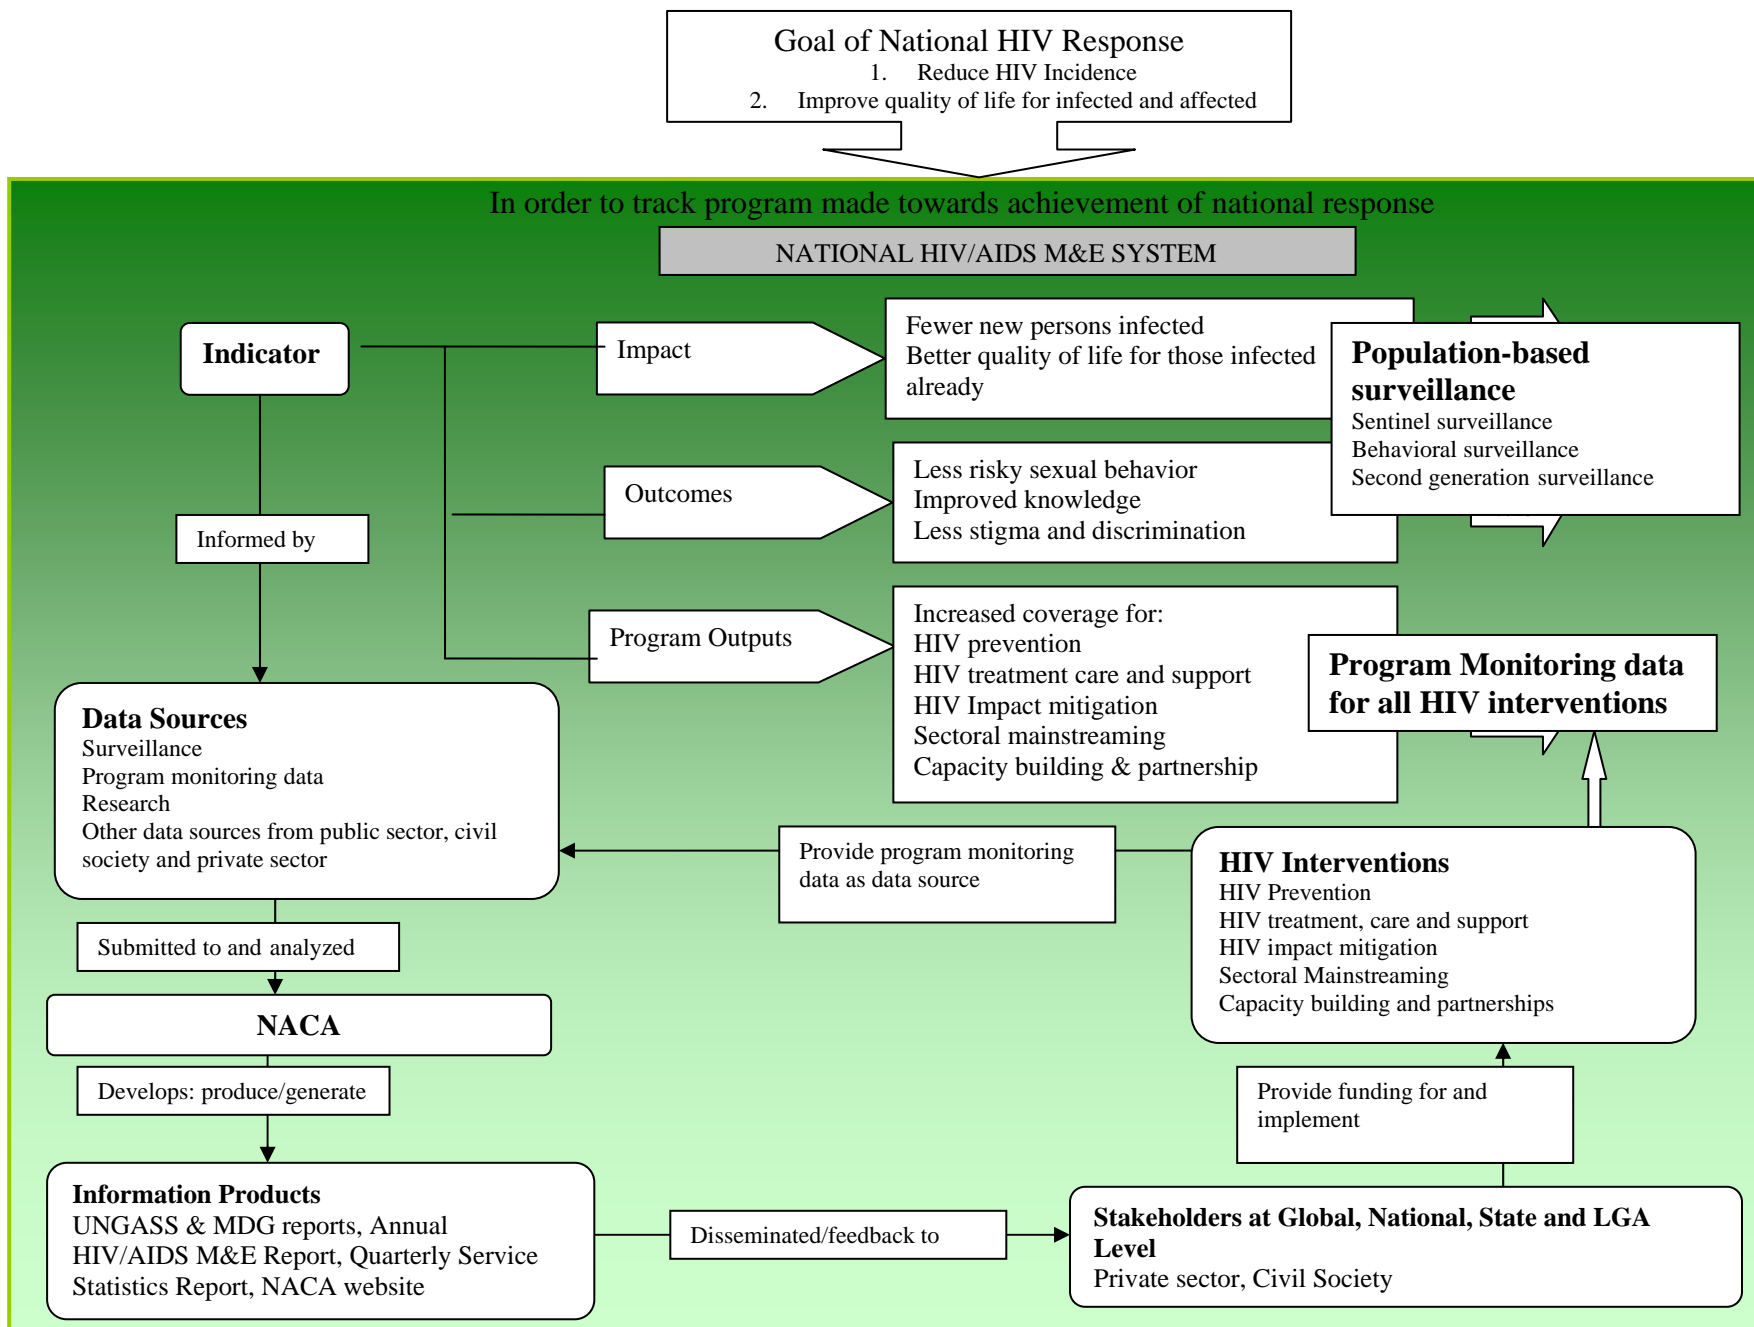 Goal of National HIV Response
1. Reduce HIV Incidence
2. Improve quality of life for infected and affected
In order to track program made towards achievement of national response
NATIONAL HIV/AIDS M&E SYSTEM
Indicator
Impact
Fewer new persons infected
Better quality of life for those infected
already
Population-based
surveillance
Sentinel surveillance
Behavioral surveillance
Second generation surveillance
Outcomes
Less risky sexual behavior
Improved knowledge
Less stigma and discrimination
Informed by
Program Outputs
Increased coverage for:
HIV prevention
HIV treatment care and support
HIV Impact mitigation
Sectoral mainstreaming
Capacity building & partnership
Program Monitoring data
for all HIV interventions
Data Sources
Surveillance
Program monitoring data
Research
Other data sources from public sector, civil
society and private sector
Provide program monitoring
data as data source
HIV Interventions
HIV Prevention
HIV treatment, care and support
HIV impact mitigation
Sectoral Mainstreaming
Capacity building and partnerships
Submitted to and analyzed
NACA
Develops: produce/generate
Provide funding for and
implement
Information Products
UNGASS & MDG reports, Annual
HIV/AIDS M&E Report, Quarterly Service
Statistics Report, NACA website
Disseminated/feedback to
Stakeholders at Global, National, State and LGA
Level
Private sector, Civil Society